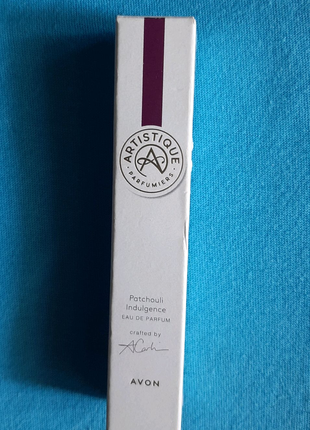 ARTISTIQUE
A
PARFUMIERS
Patchouli
Indulgence
EAU DE PARFUM
crafted by
AVON